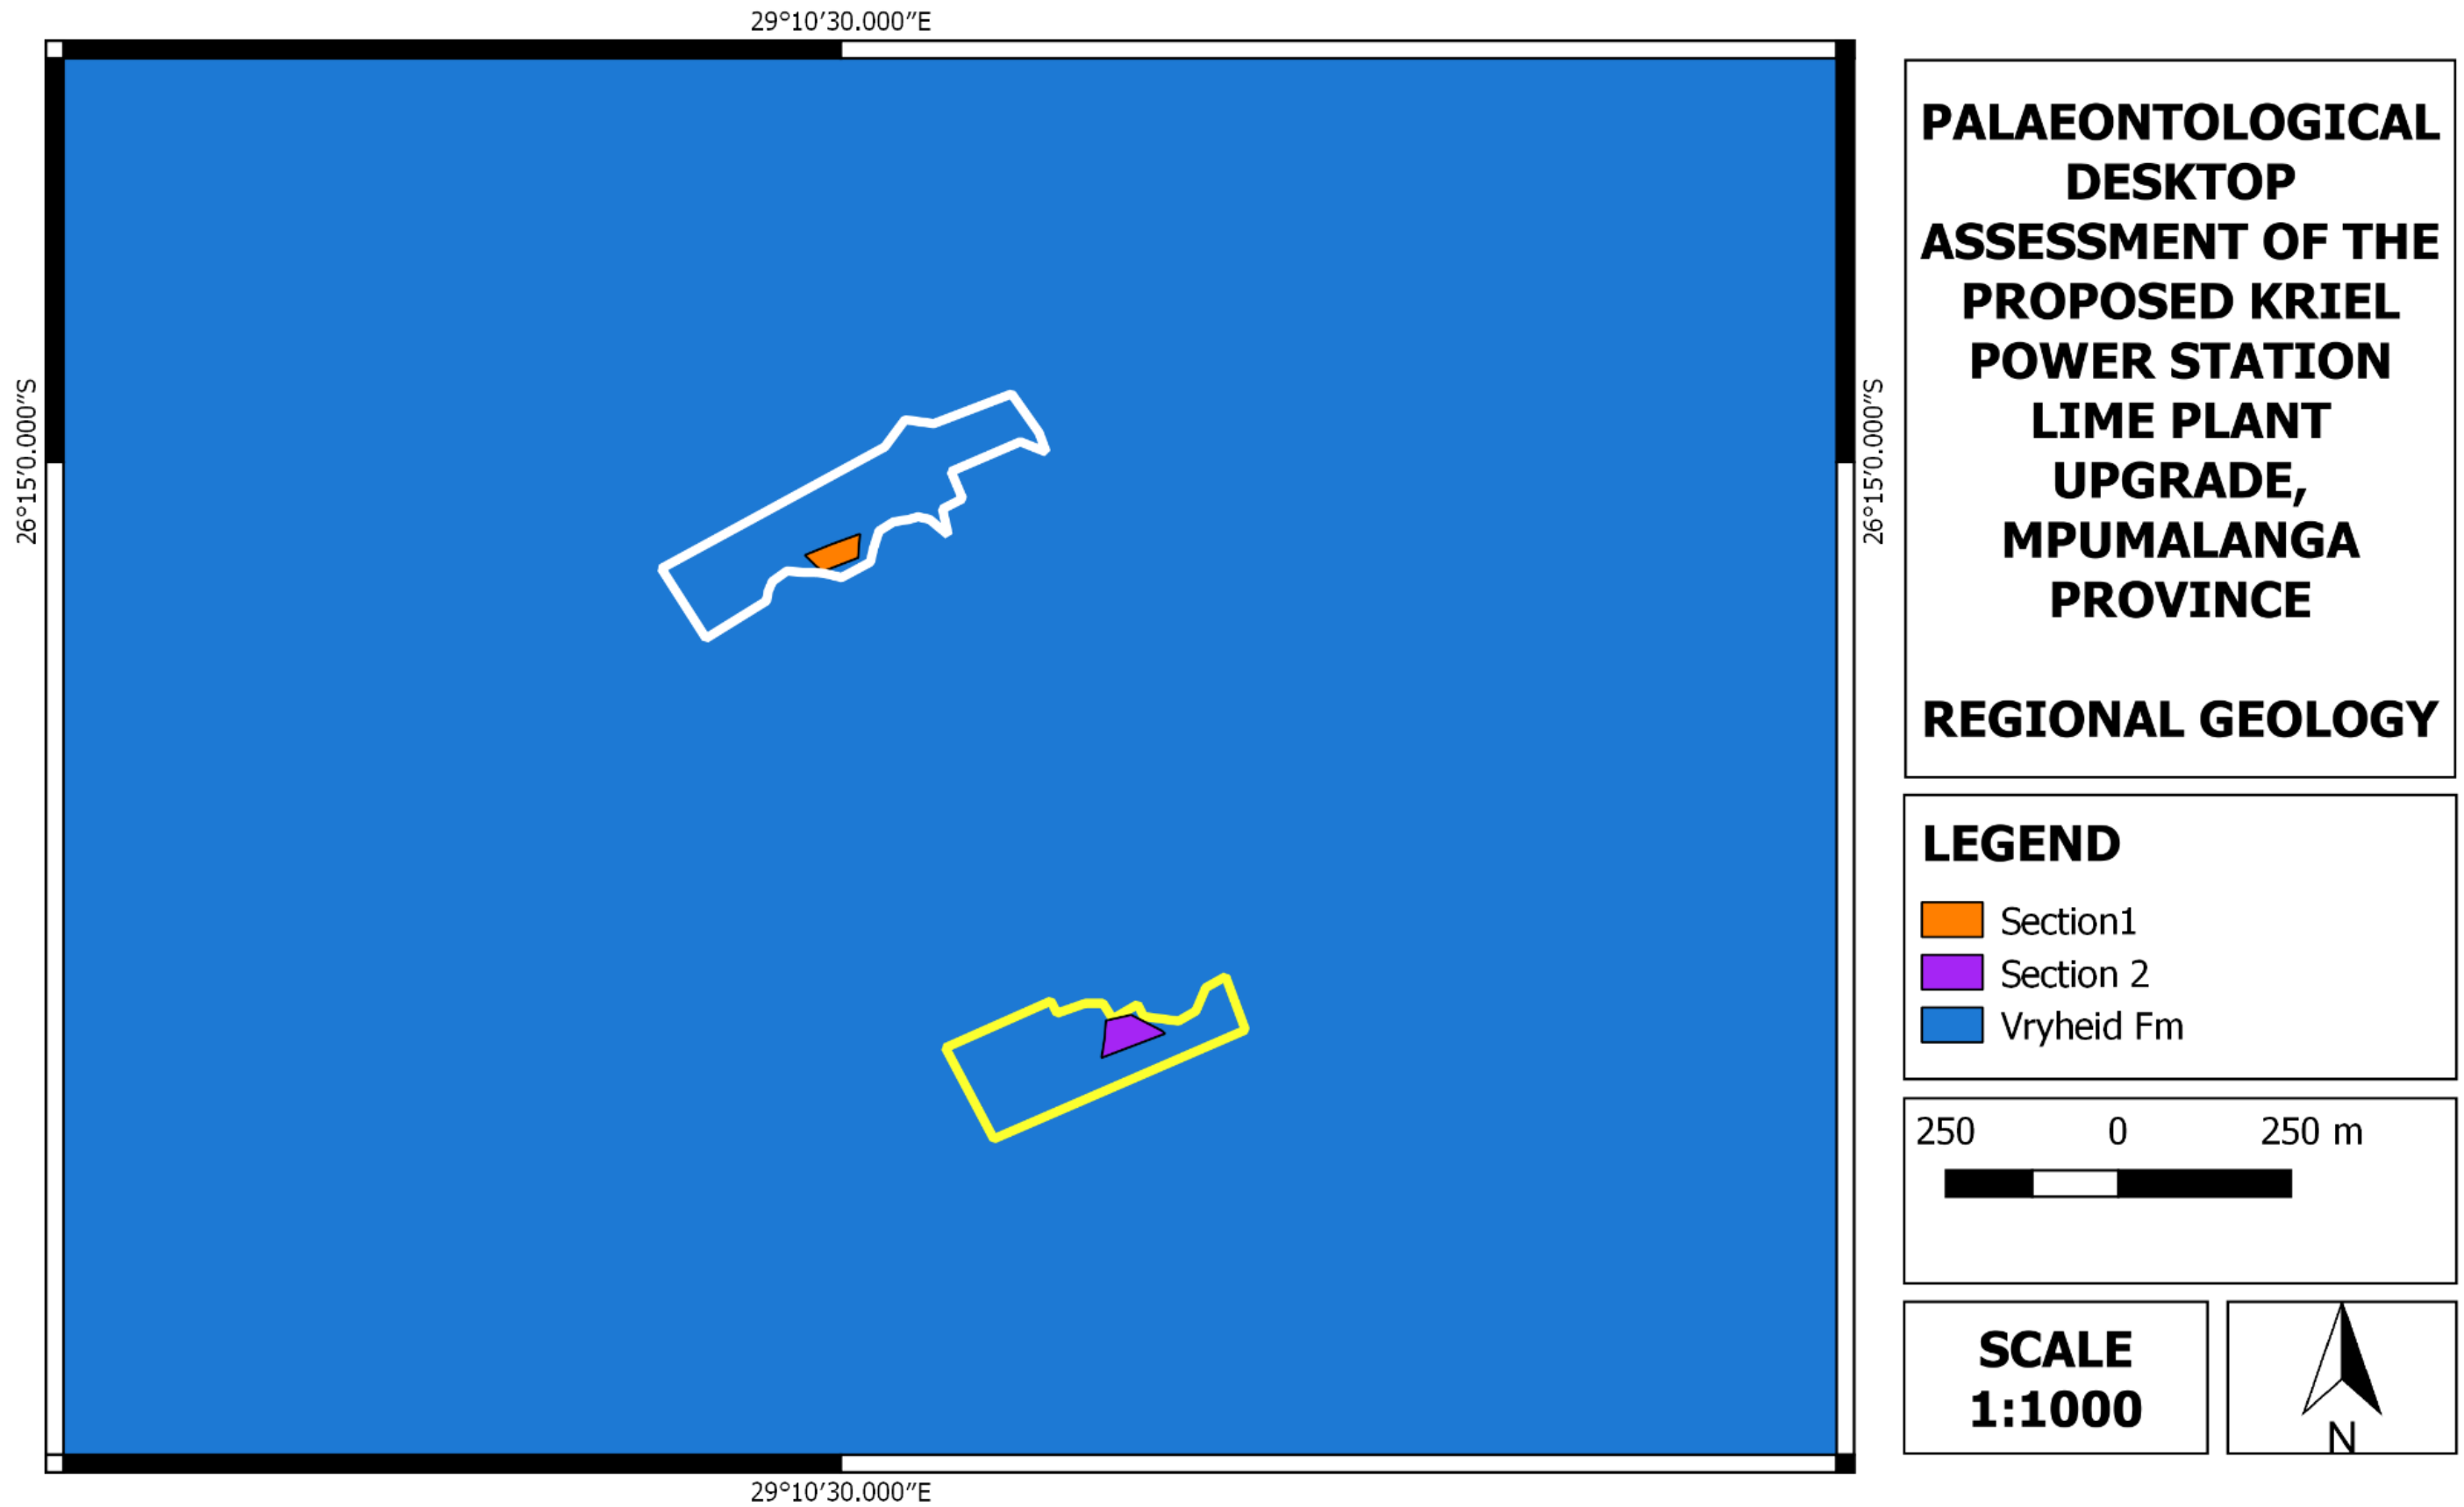 29°10'30.000"E
26°15'0.000"S
26°15'0.000"S
29°10'30.000"E
PALAEONTOLOGICAL
DESKTOP
ASSESSMENT OF THE
PROPOSED KRIEL
POWER STATION
LIME PLANT
UPGRADE,
MPUMALANGA
PROVINCE
REGIONAL GEOLOGY
LEGEND
Section1
Section 2
Vryheid Fm
250 0 250 m
SCALE
1:1000
N